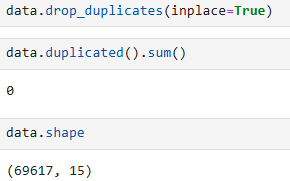 data.drop_duplicates(inplace=True)
data.duplicated().sum()
0
data.shape
(69617, 15)